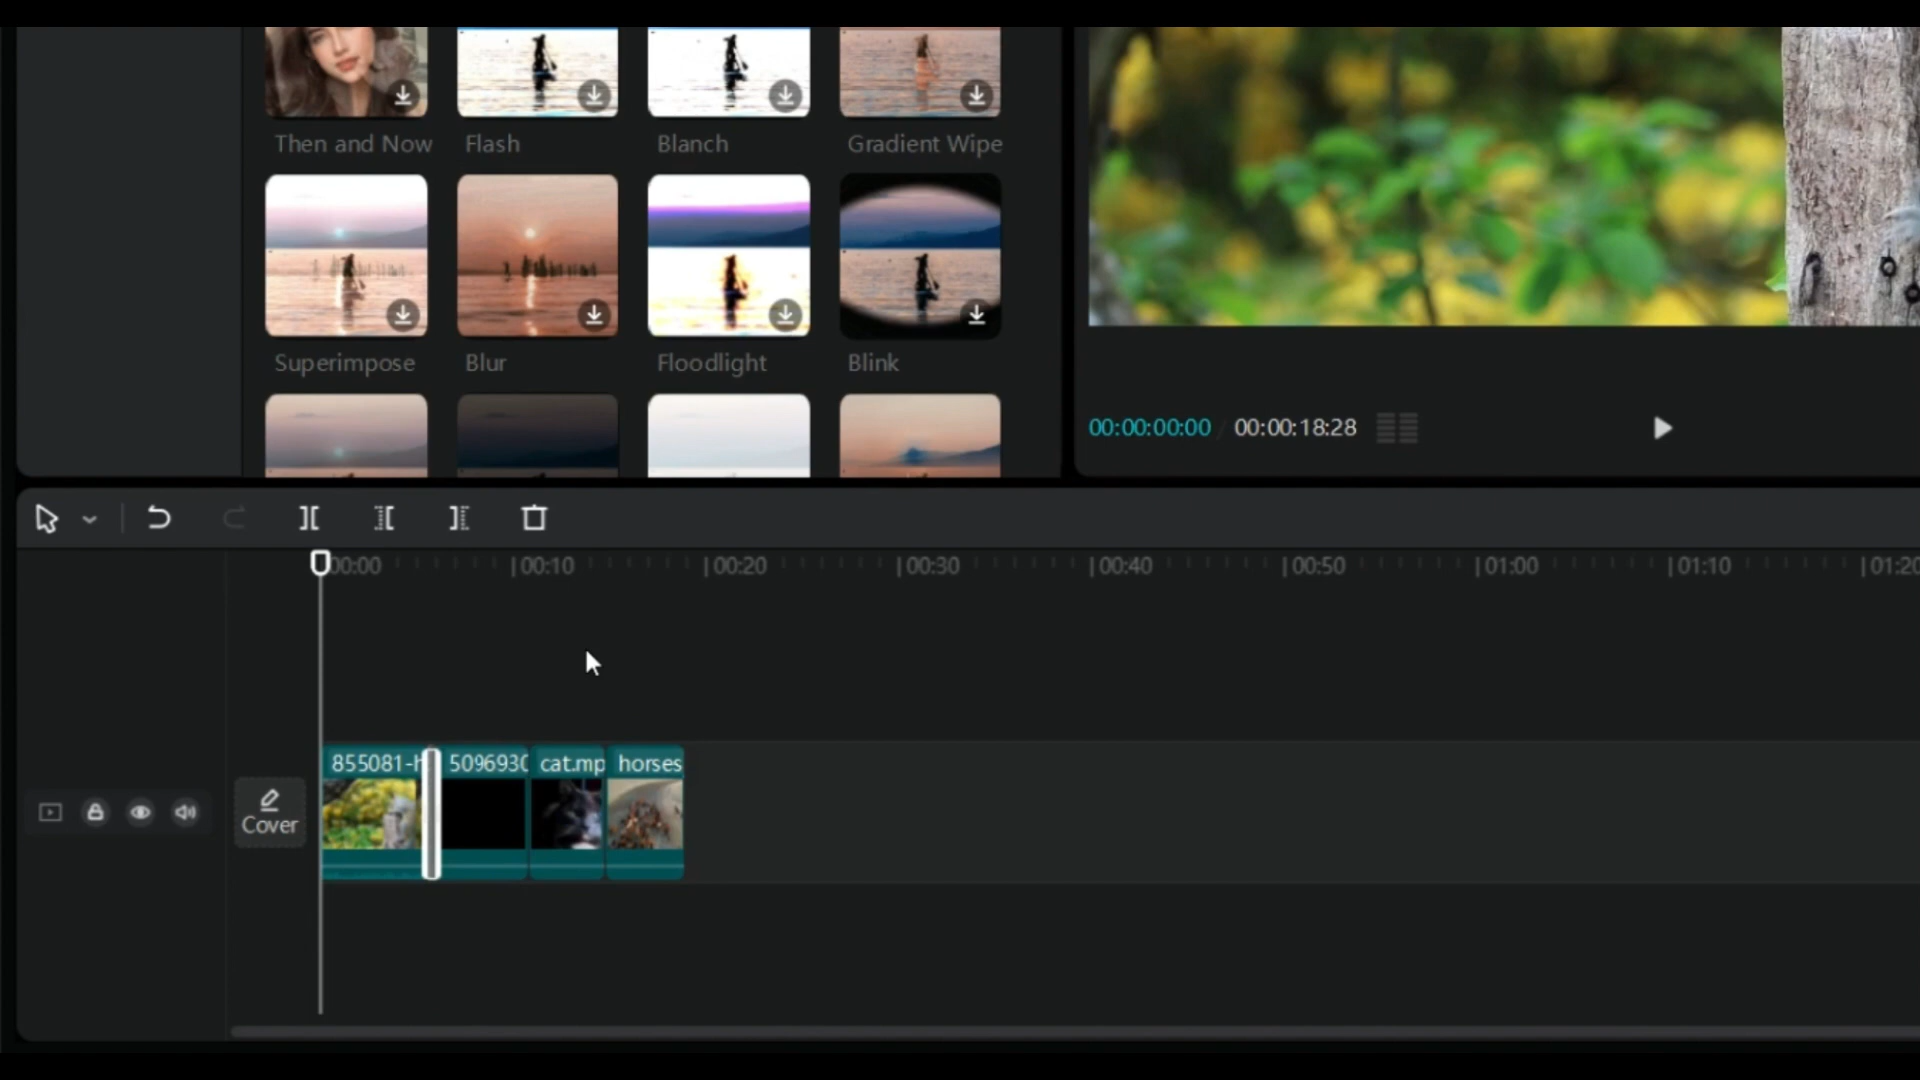 Then and Now
Flash
Blanch
Gradient Wipe
Superimpose
Blur
Floodlight
Blink
00:00:00:00 / 00:00:18:28
00:00
00:10
00:20
00:30
00:40
00:50
01:00
01:10
01:20
Cover
855081-h
5096930
cat.mp
horses